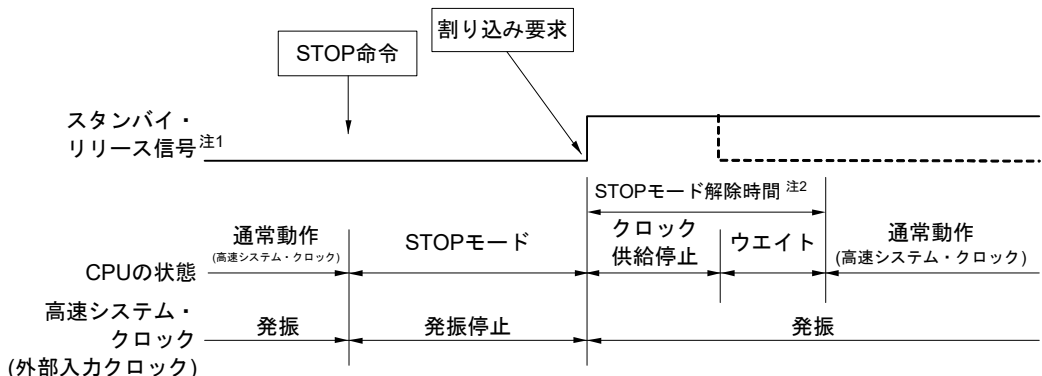 割り込み要求
STOP命令
スタンバイ・
リリース信号注1
STOPモード解除時間 注2
通常動作
(高速システム・クロック)
STOPモード
クロック
供給停止
ウエイト
通常動作
(高速システム・クロック)
CPUの状態
高速システム・
クロック
(外部入力クロック)
発振
発振停止
発振